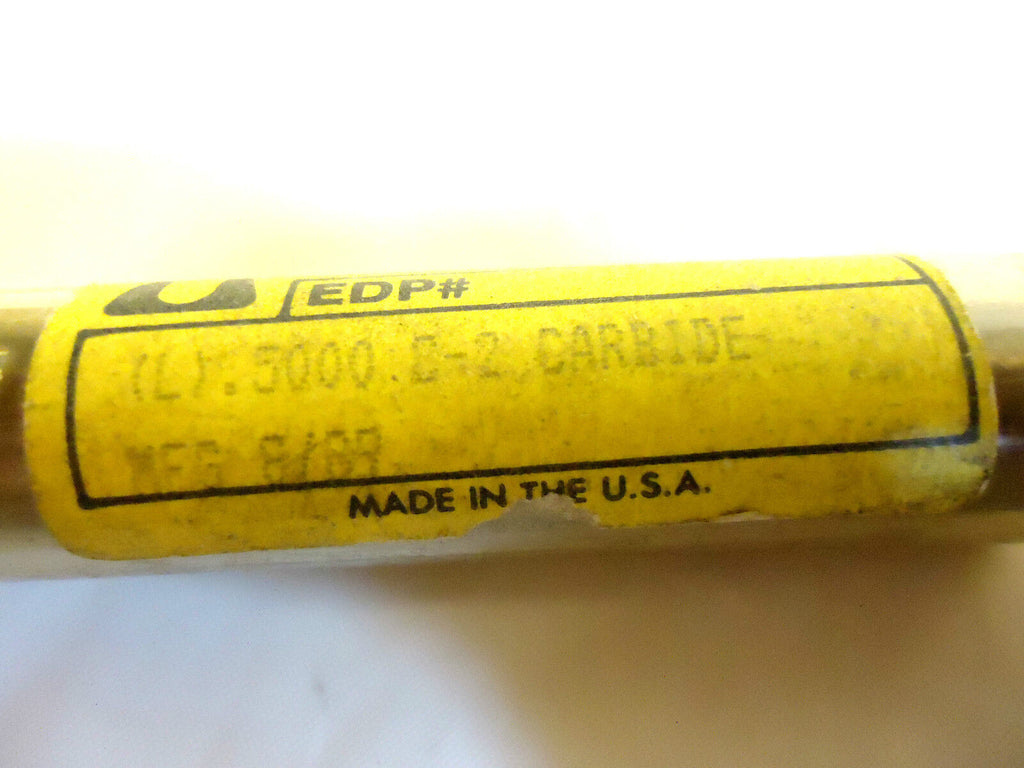 EDP#
(L).5000 C-2 CARBIDE
MFG 8/88
MADE IN THE U.S.A.